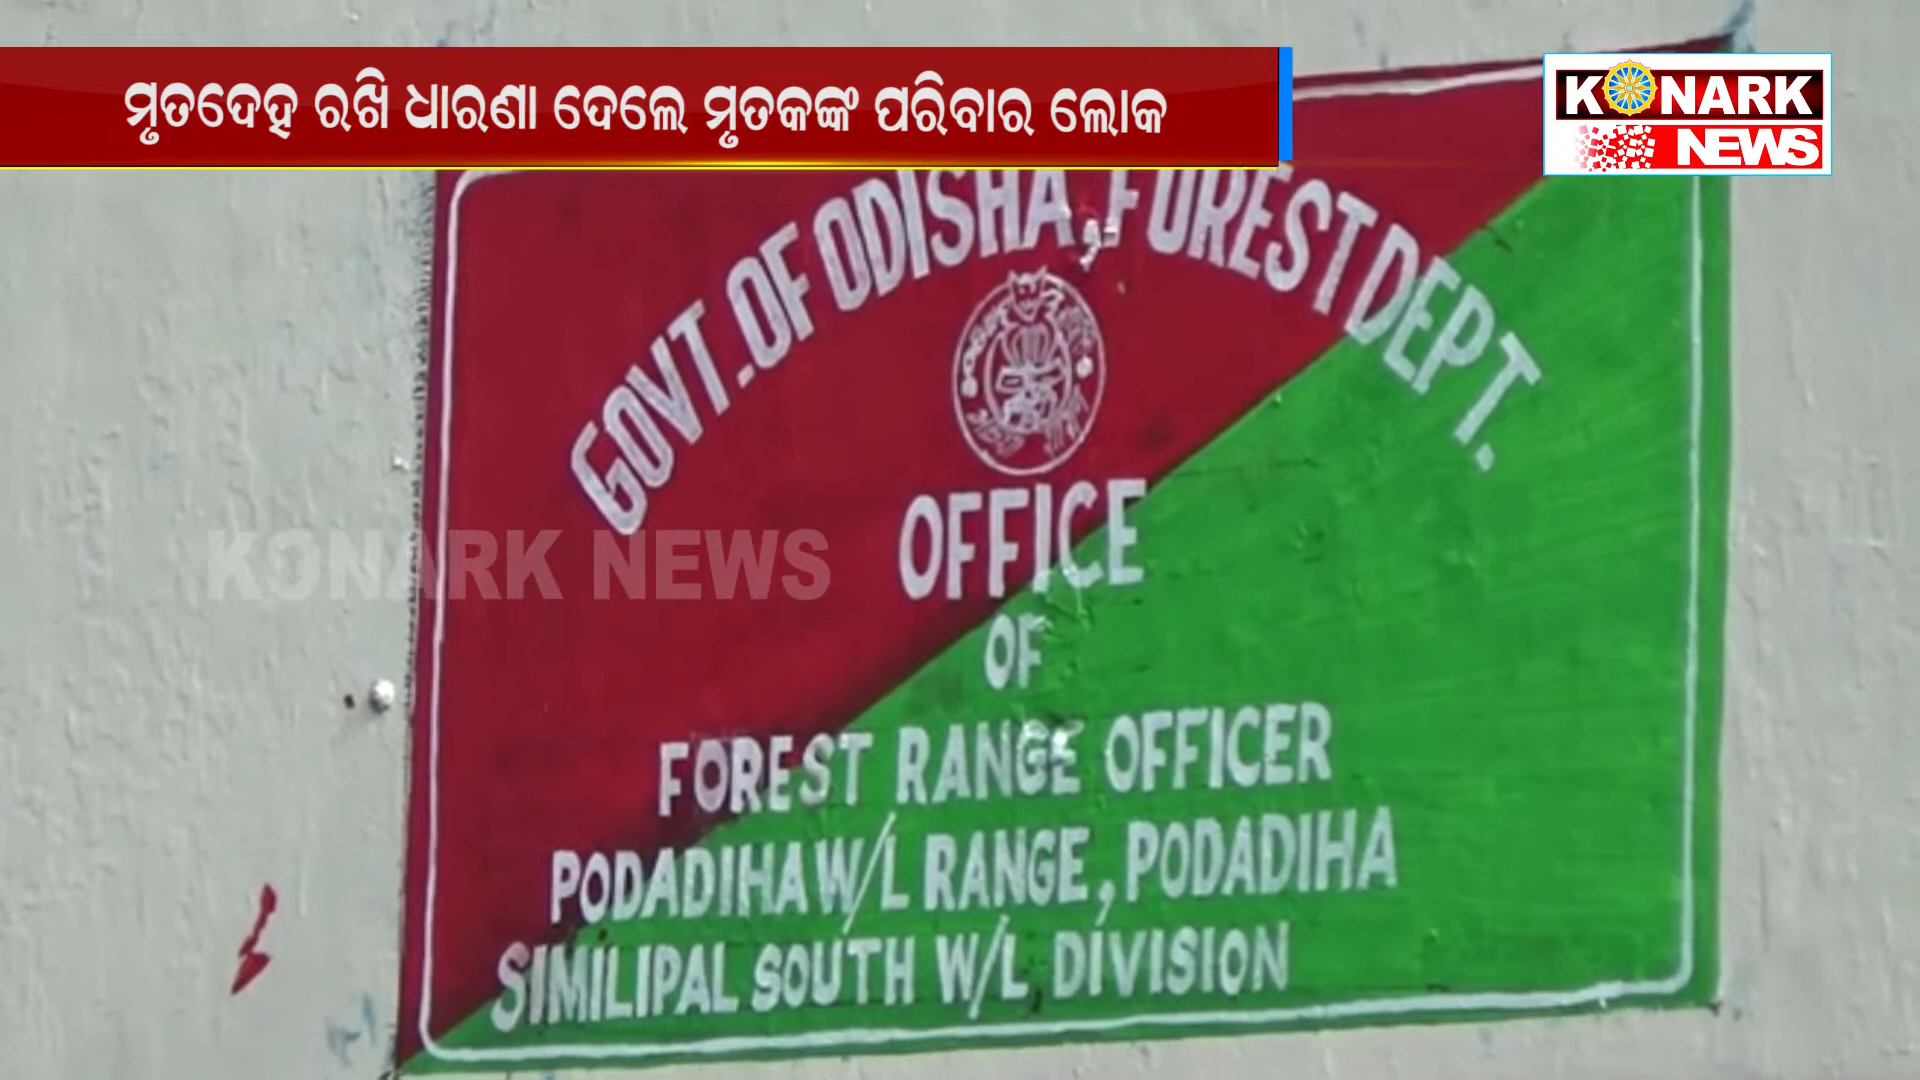 ମୃତଦେହ ରଖି ଧାରଣା ଦେଲେ ମୃତକଙ୍କ ପରିବାର ଲୋକ
KONARK
NEWS
GOVT. OF ODISHA, FOREST DEPT.
OFFICE
OF
FOREST RANGE OFFICER
PODADIHA W/L RANGE, PODADIHA
SIMILIPAL SOUTH W/L DIVISION
KONARK NEWS